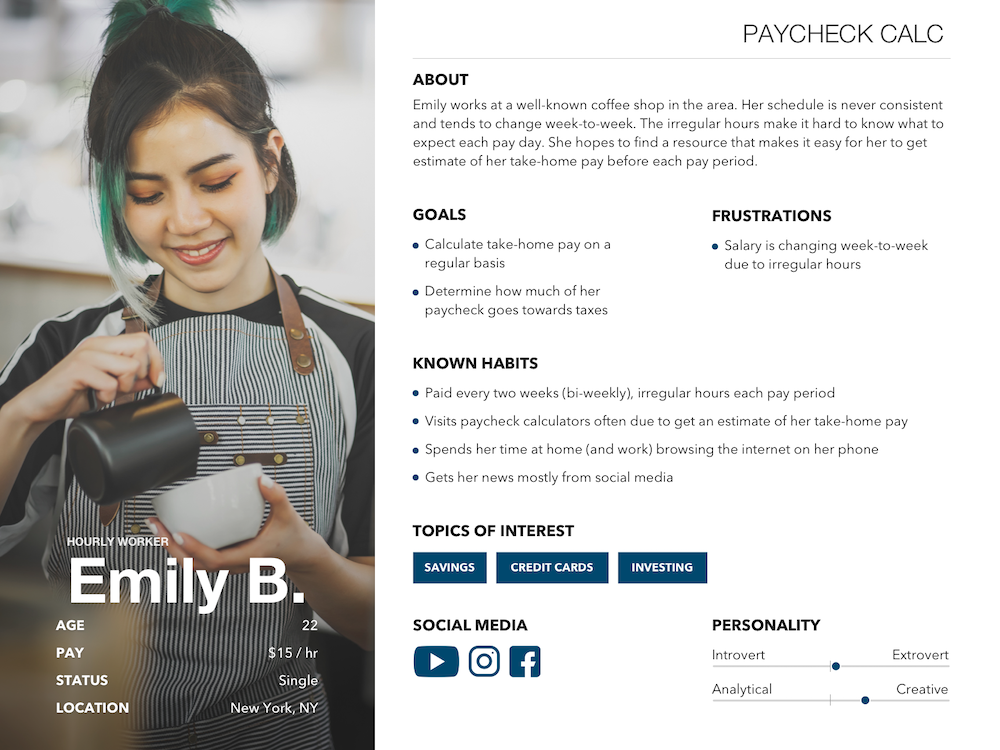 PAYCHECK CALC
ABOUT
Emily works at a well-known coffee shop in the area. Her schedule is never consistent
and tends to change week-to-week. The irregular hours make it hard to know what to
expect each pay day. She hopes to find a resource that makes it easy for her to get
estimate of her take-home pay before each pay period.
GOALS
Calculate take-home pay on a
regular basis
Determine how much of her
paycheck goes towards taxes
FRUSTRATIONS
Salary is changing week-to-week
due to irregular hours
KNOWN HABITS
Paid every two weeks (bi-weekly), irregular hours each pay period
Visits paycheck calculators often due to get an estimate of her take-home pay
Spends her time at home (and work) browsing the internet on her phone
Gets her news mostly from social media
TOPICS OF INTEREST
SAVINGS CREDIT CARDS INVESTING
SOCIAL MEDIA
PERSONALITY
Introvert Extrovert
Analytical Creative
HOURLY WORKER
Emily B.
AGE 22
PAY $15 / hr
STATUS Single
LOCATION New York, NY